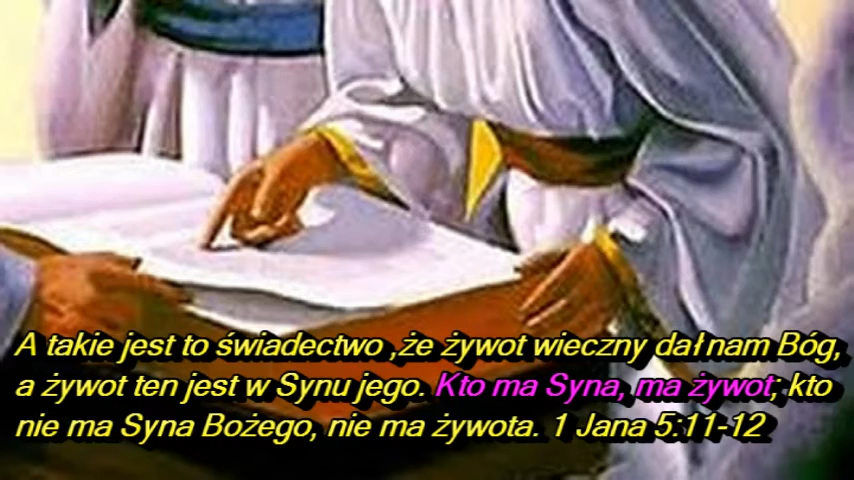 A takie jest to świadectwo ,że żywot wieczny dał nam Bóg,
a żywot ten jest w Synu jego. Kto ma Syna, ma żywot; kto
nie ma Syna Bożego, nie ma żywota. 1 Jana 5:11-12